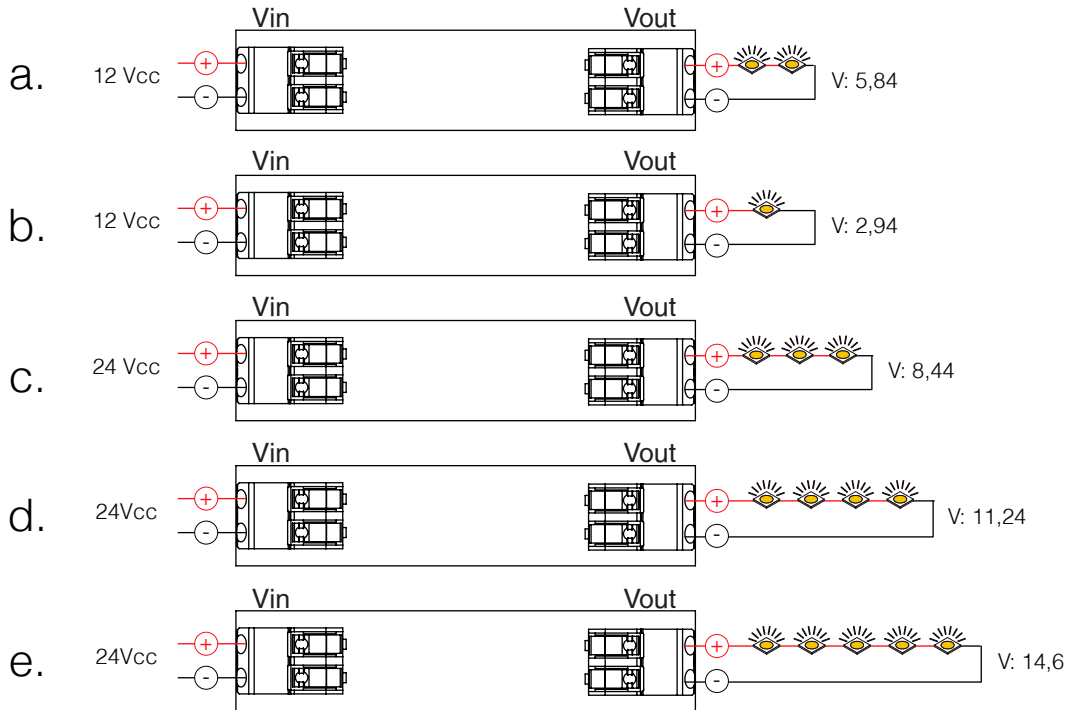 Vin Vout
a. 12 Vcc + - + - V: 5,84
Vin Vout
b. 12 Vcc + - + - V: 2,94
Vin Vout
c. 24 Vcc + - + - V: 8,44
Vin Vout
d. 24Vcc + - + - V: 11,24
Vin Vout
e. 24Vcc + - + - V: 14,6